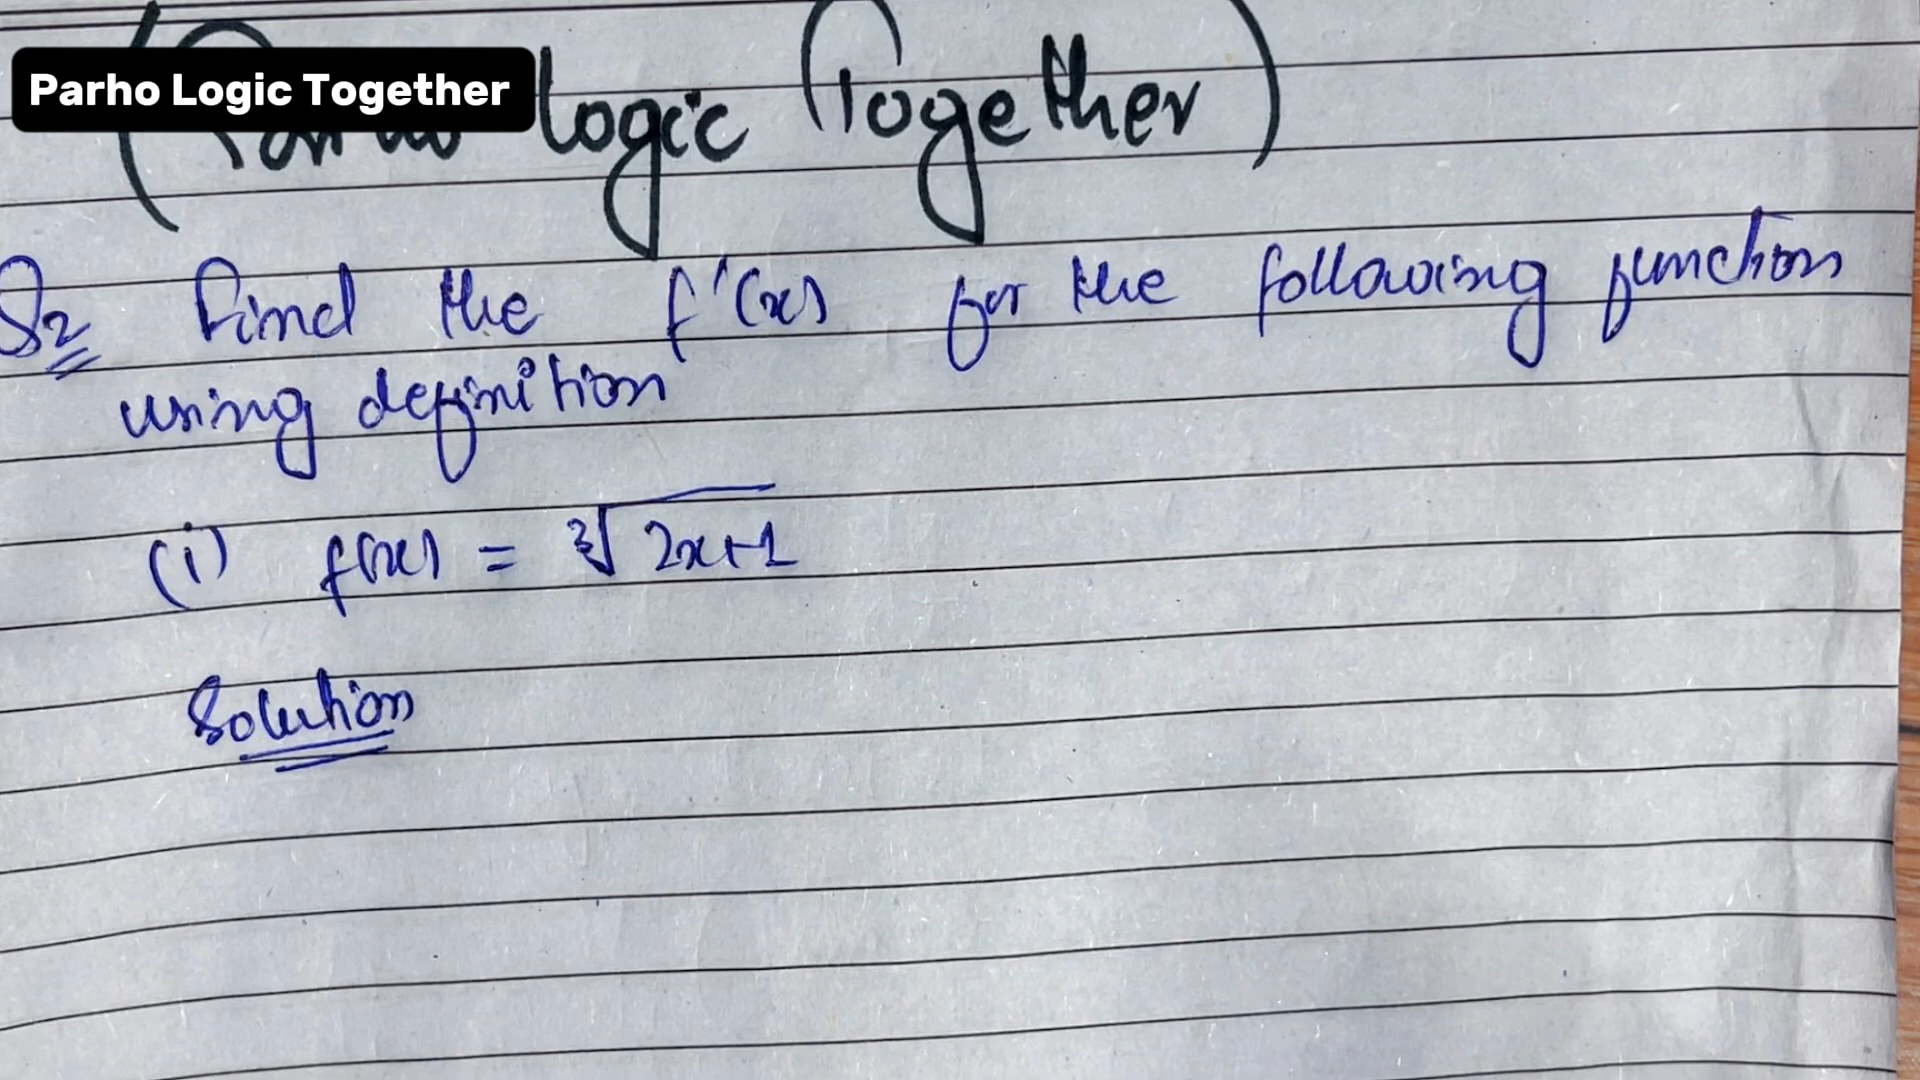 Parho Logic Together
logic Together)
Q2 Find the f'(x) for the following function
using definition
(i) f(x) = ∛2x+1
Solution